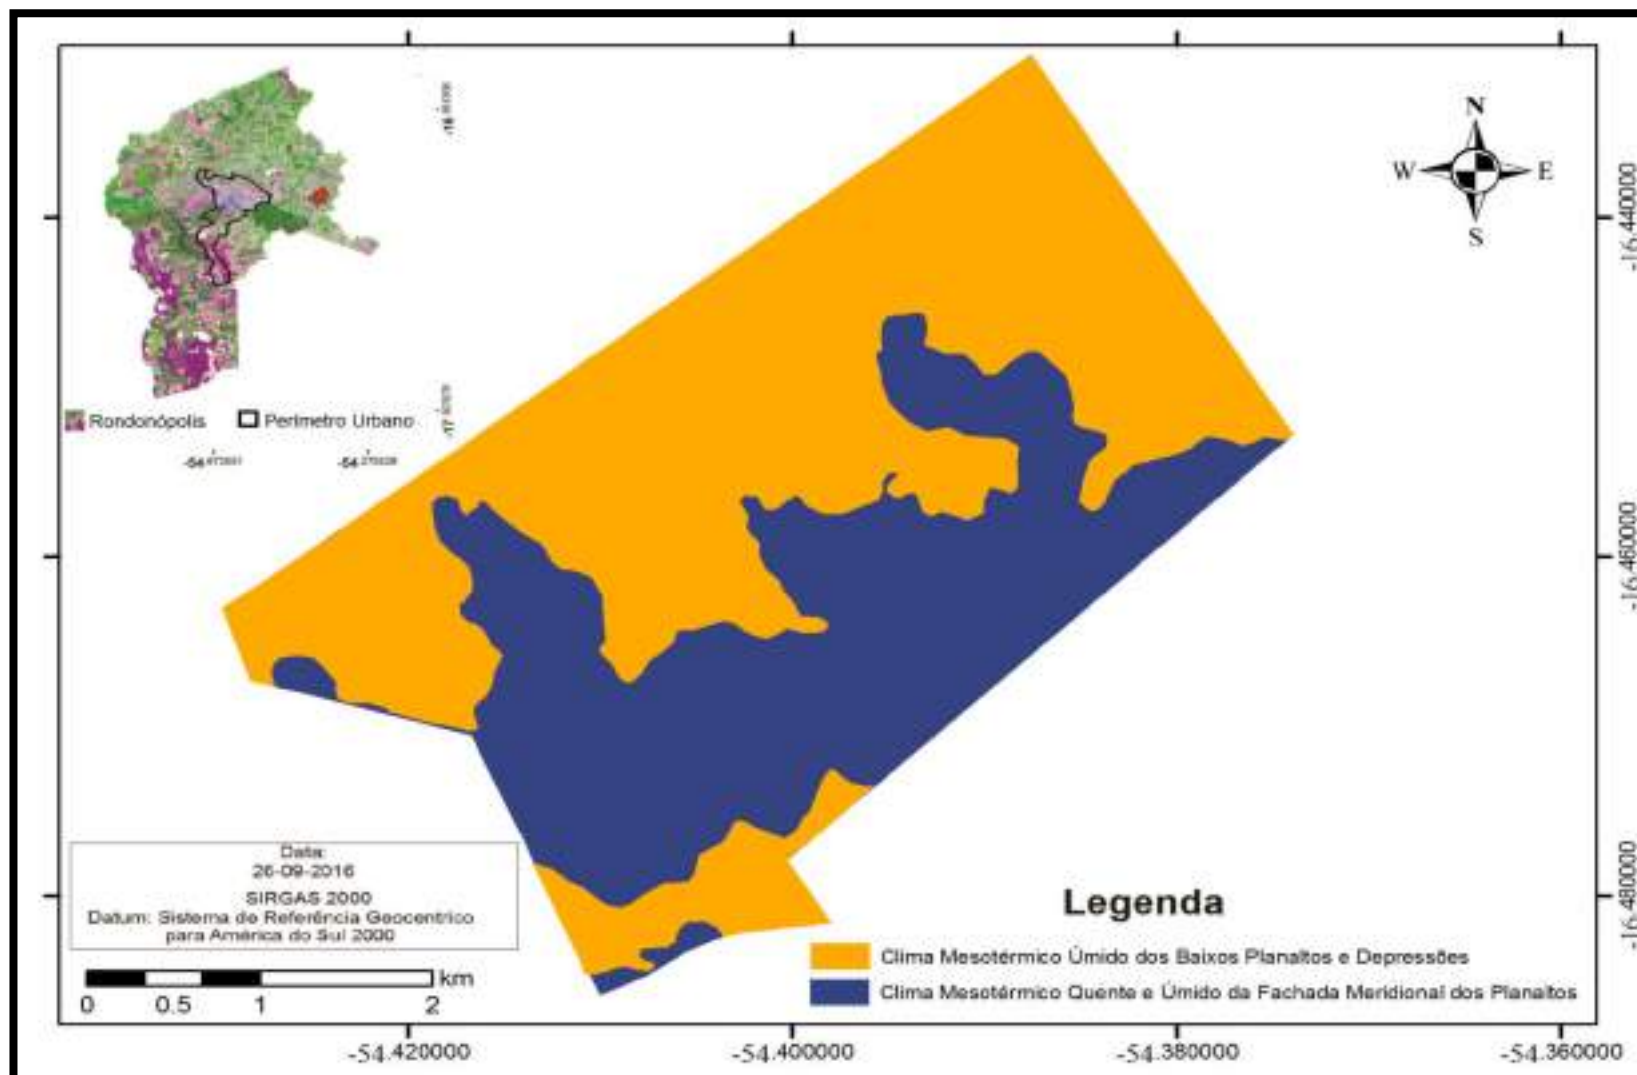 N
W E
S
-16.440000
-16.460000
-16.480000
Rondonópolis
Perímetro Urbano
Data:
26-09-2016
SIRGAS 2000
Datum: Sistema de Referência Geocentrico
para América do Sul 2000
km
0 0.5 1 2
Legenda
Clima Mesotérmico Úmido dos Baixos Planaltos e Depressões
Clima Mesotérmico Quente e Úmido da Fachada Meridional dos Planaltos
-54.420000 -54.400000 -54.380000 -54.360000